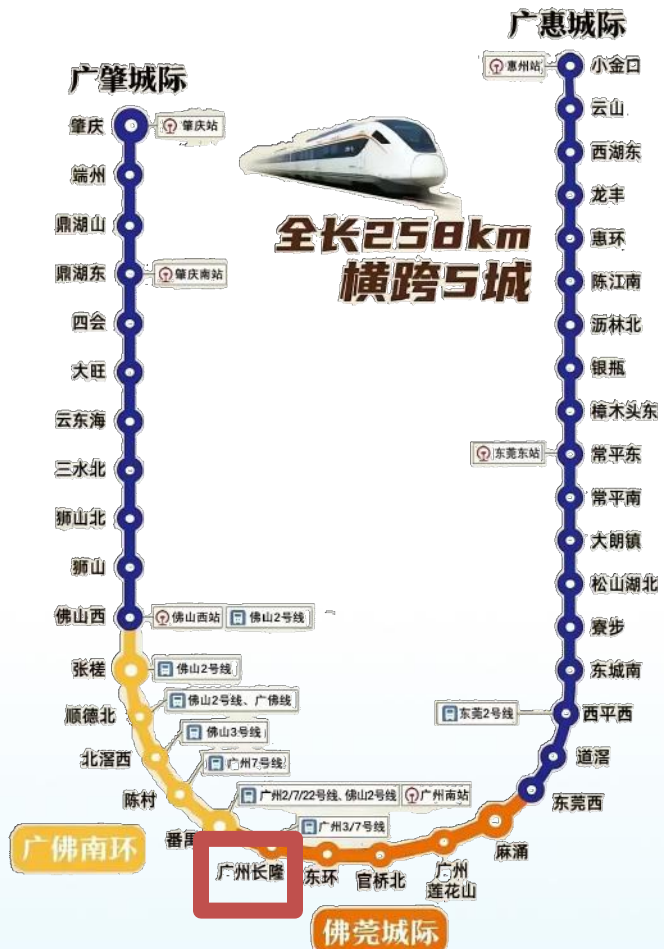 广惠城际
惠州站
小金口
云山
西湖东
龙丰
惠环
陈江南
沥林北
银瓶
樟木头东
东莞东站
常平东
常平南
大朗镇
松山湖北
寮步
东城南
东莞2号线
西平西
道滘
东莞西
广肇城际
肇庆
肇庆站
端州
鼎湖山
鼎湖东
肇庆南站
四会
大旺
云东海
三水北
狮山北
狮山
佛山西
佛山西站
佛山2号线
张槎
佛山2号线
顺德北
佛山2号线、广佛线
北滘西
佛山3号线
陈村
广州7号线
番禺
广州2/7/22号线、佛山2号线
广州南站
广州长隆
广州3/7号线
东环
官桥北
广州
莲花山
麻涌
全长258km
横跨5城
广佛南环
佛莞城际